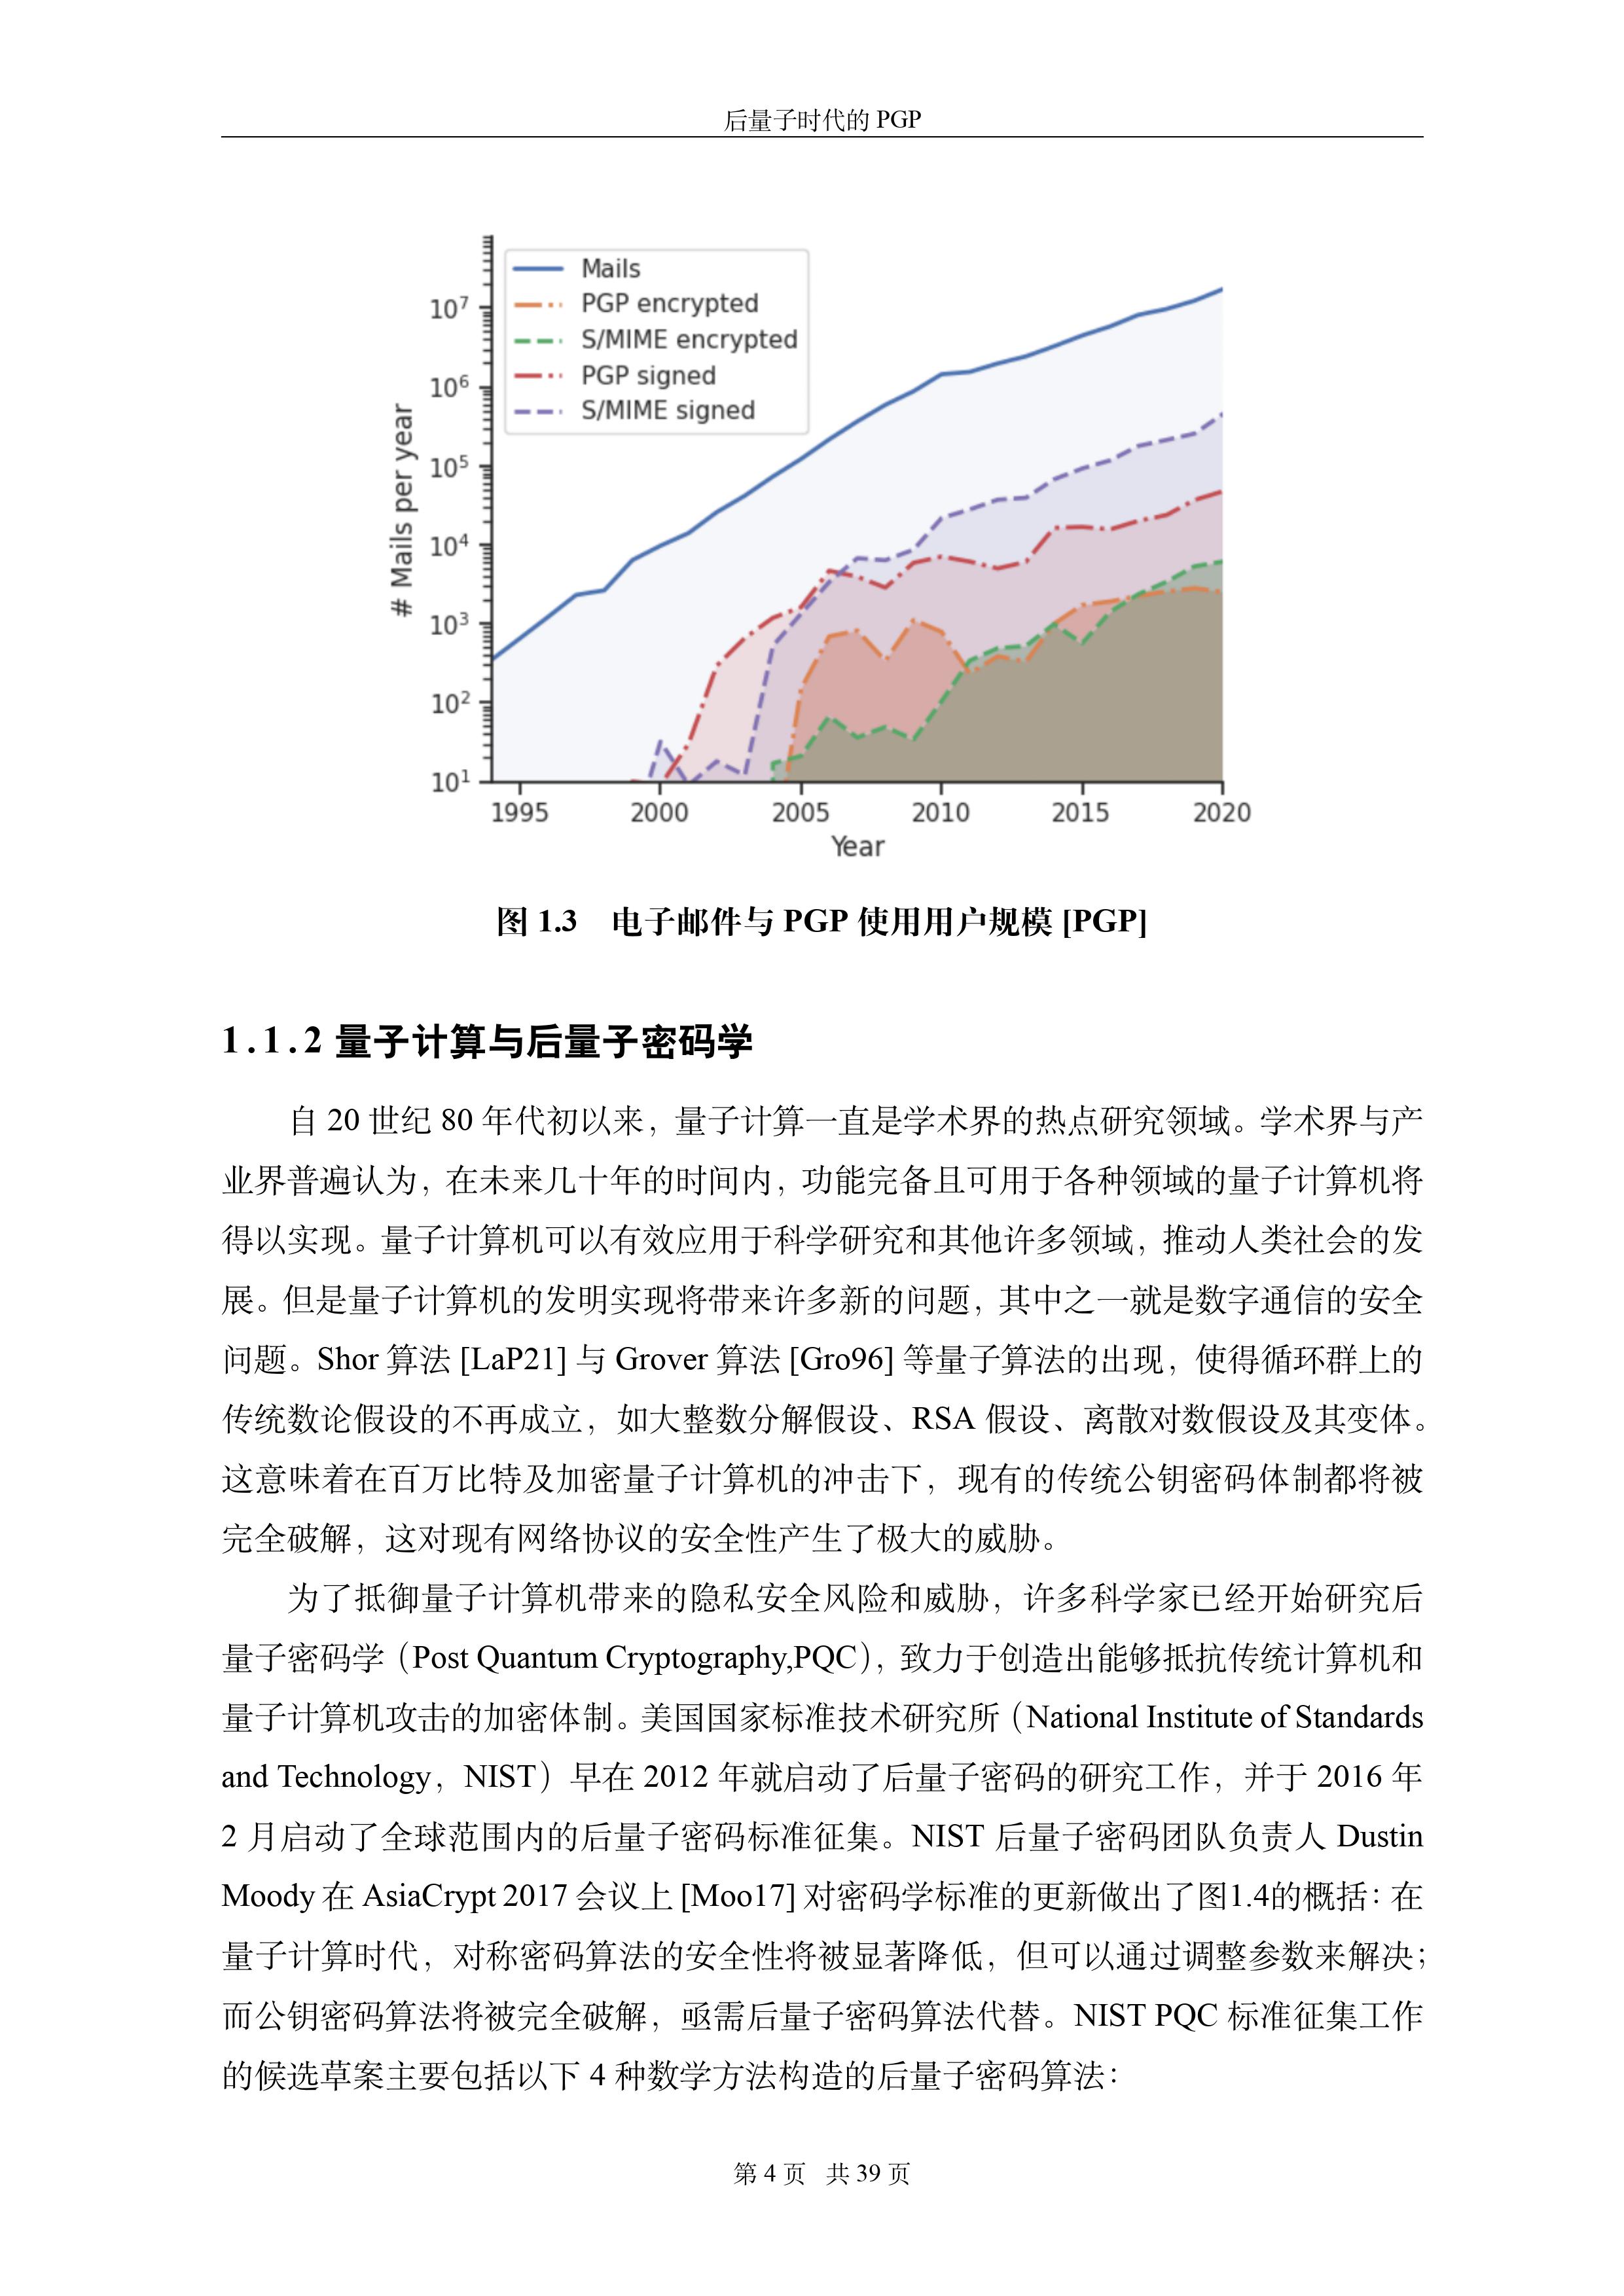 后量子时代的 PGP
Mails
PGP encrypted
S/MIME encrypted
PGP signed
S/MIME signed
10⁷
10⁶
10⁵
10⁴
10³
10²
10¹
# Mails per year
1995 2000 2005 2010 2015 2020
Year
图 1.3 电子邮件与 PGP 使用用户规模 [PGP]
1.1.2 量子计算与后量子密码学
自 20 世纪 80 年代初以来，量子计算一直是学术界的热点研究领域。学术界与产
业界普遍认为，在未来几十年的时间内，功能完备且可用于各种领域的量子计算机将
得以实现。量子计算机可以有效应用于科学研究和其他许多领域，推动人类社会的发
展。但是量子计算机的发明实现将带来许多新的问题，其中之一就是数字通信的安全
问题。Shor 算法 [LaP21] 与 Grover 算法 [Gro96] 等量子算法的出现，使得循环群上的
传统数论假设的不再成立，如大整数分解假设、RSA 假设、离散对数假设及其变体。
这意味着在百万比特及加密量子计算机的冲击下，现有的传统公钥密码体制都将被
完全破解，这对现有网络协议的安全性产生了极大的威胁。
为了抵御量子计算机带来的隐私安全风险和威胁，许多科学家已经开始研究后
量子密码学（Post Quantum Cryptography,PQC），致力于创造出能够抵抗传统计算机和
量子计算机攻击的加密体制。美国国家标准技术研究所（National Institute of Standards
and Technology，NIST）早在 2012 年就启动了后量子密码的研究工作，并于 2016 年
2 月启动了全球范围内的后量子密码标准征集。NIST 后量子密码团队负责人 Dustin
Moody 在 AsiaCrypt 2017 会议上 [Moo17] 对密码学标准的更新做出了图1.4的概括：在
量子计算时代，对称密码算法的安全性将被显著降低，但可以通过调整参数来解决；
而公钥密码算法将被完全破解，亟需后量子密码算法代替。NIST PQC 标准征集工作
的候选草案主要包括以下 4 种数学方法构造的后量子密码算法：
第 4 页 共 39 页